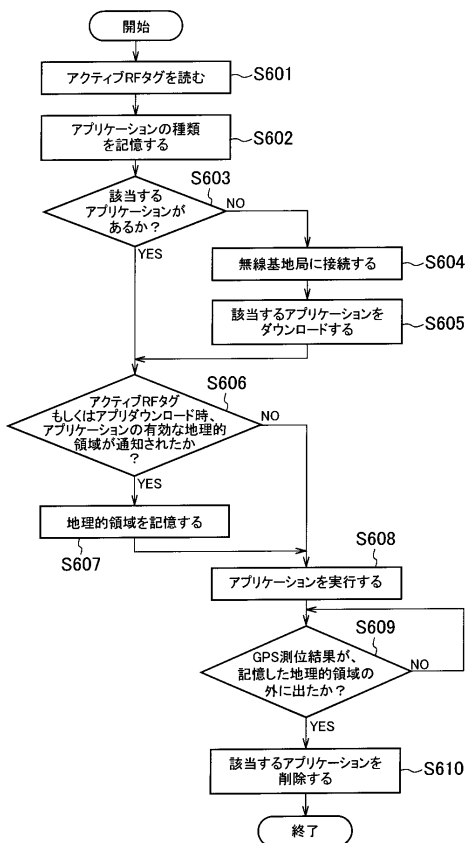 開始
アクティブRFタグを読む
S601
アプリケーションの種類
を記憶する
S602
S603
該当する
アプリケーションが
あるか?
NO
YES
無線基地局に接続する
S604
該当するアプリケーションを
ダウンロードする
S605
S606
アクティブRFタグ
もしくはアプリダウンロード時、
アプリケーションの有効な地理的
領域が通知されたか
?
NO
YES
地理的領域を記憶する
S607
S608
アプリケーションを実行する
S609
GPS測位結果が、
記憶した地理的領域の
外に出たか?
NO
YES
該当するアプリケーションを
削除する
S610
終了